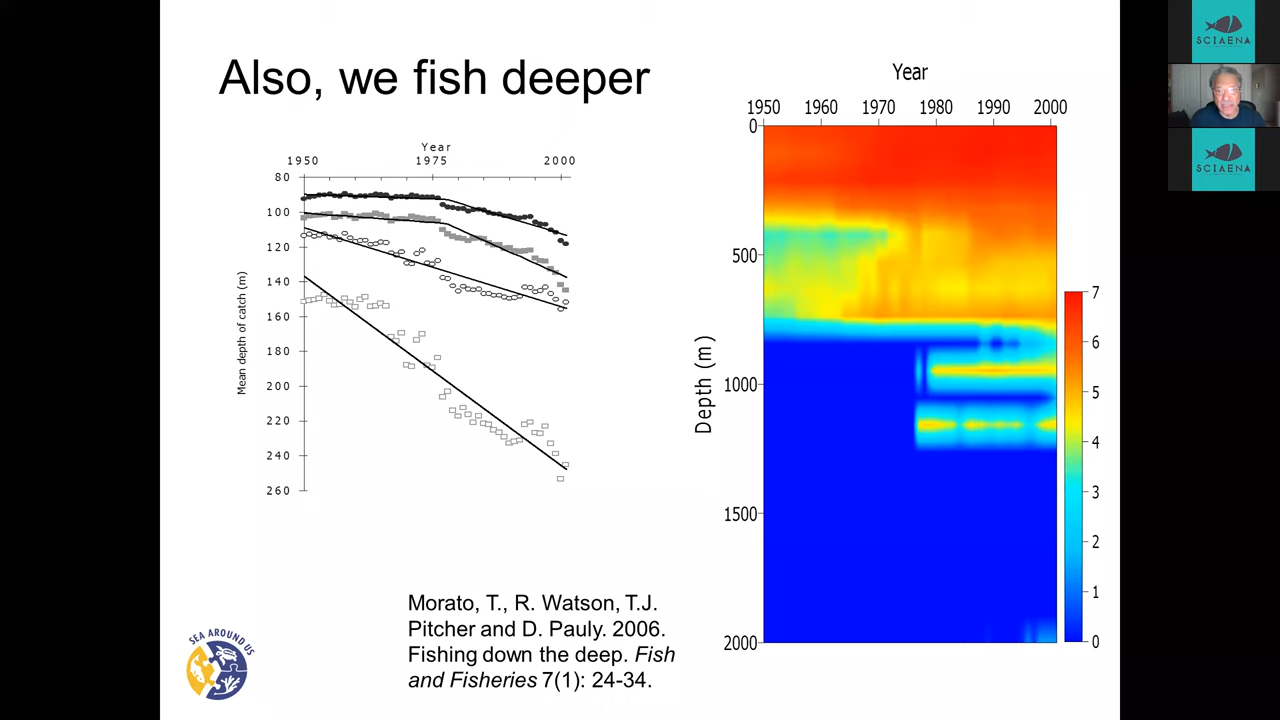 Also, we fish deeper
Year
1950 1975 2000
80
100
120
140
160
180
200
220
240
260
Mean depth of catch (m)
Year
1950 1960 1970 1980 1990 2000
0
500
1000
1500
2000
Depth (m)
7
6
5
4
3
2
1
0
Morato, T., R. Watson, T.J.
Pitcher and D. Pauly. 2006.
Fishing down the deep. Fish
and Fisheries 7(1): 24-34.
SEA AROUND US
SCIAENA
SCIAENA